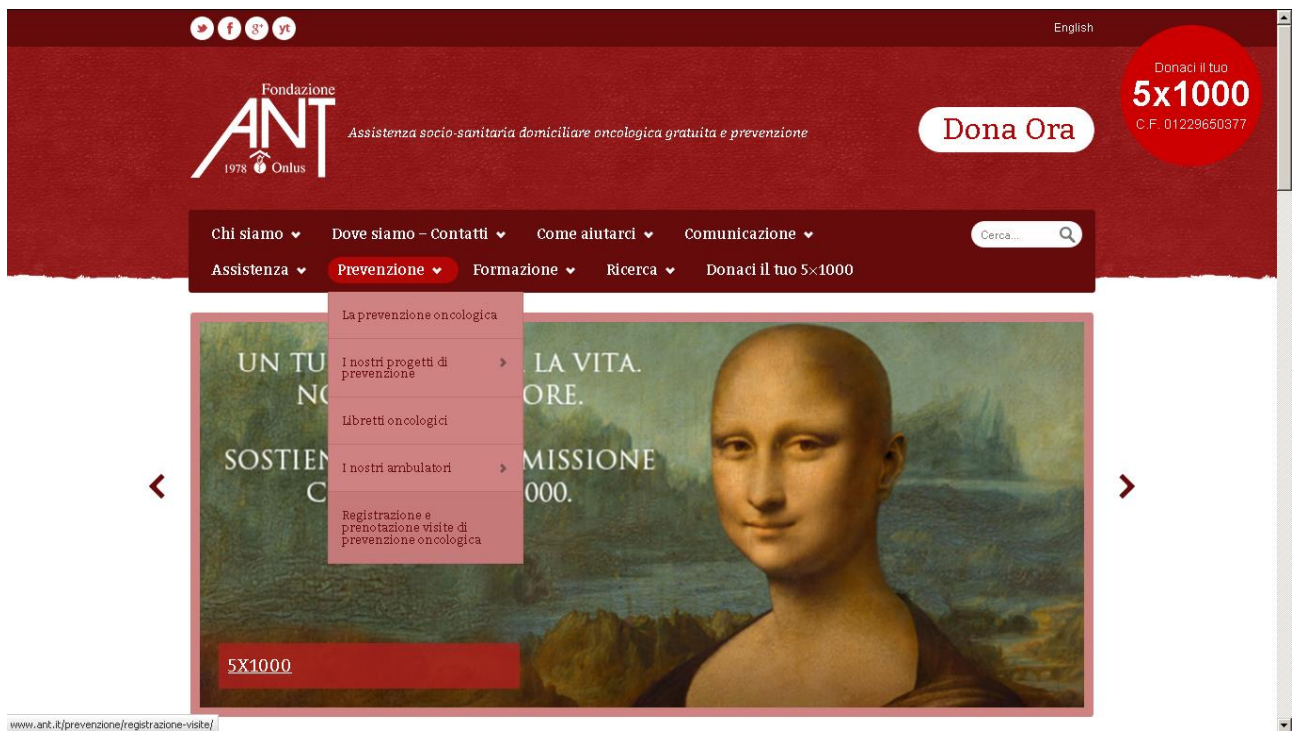 English
Donaci il tuo
5x1000
C.F. 01229650377
Fondazione
ANT
1978 Onlus
Assistenza socio-sanitaria domiciliare oncologica gratuita e prevenzione
Dona Ora
Chi siamo
Dove siamo – Contatti
Come aiutarci
Comunicazione
Cerca...
Assistenza
Prevenzione
Formazione
Ricerca
Donaci il tuo 5×1000
La prevenzione oncologica
I nostri progetti di
prevenzione
Libretti oncologici
I nostri ambulatori
Registrazione e
prenotazione visite di
prevenzione oncologica
UN TU LA VITA.
ORE.
SOSTIEN MISSIONE
000.
5X1000
www.ant.it/prevenzione/registrazione-visite/